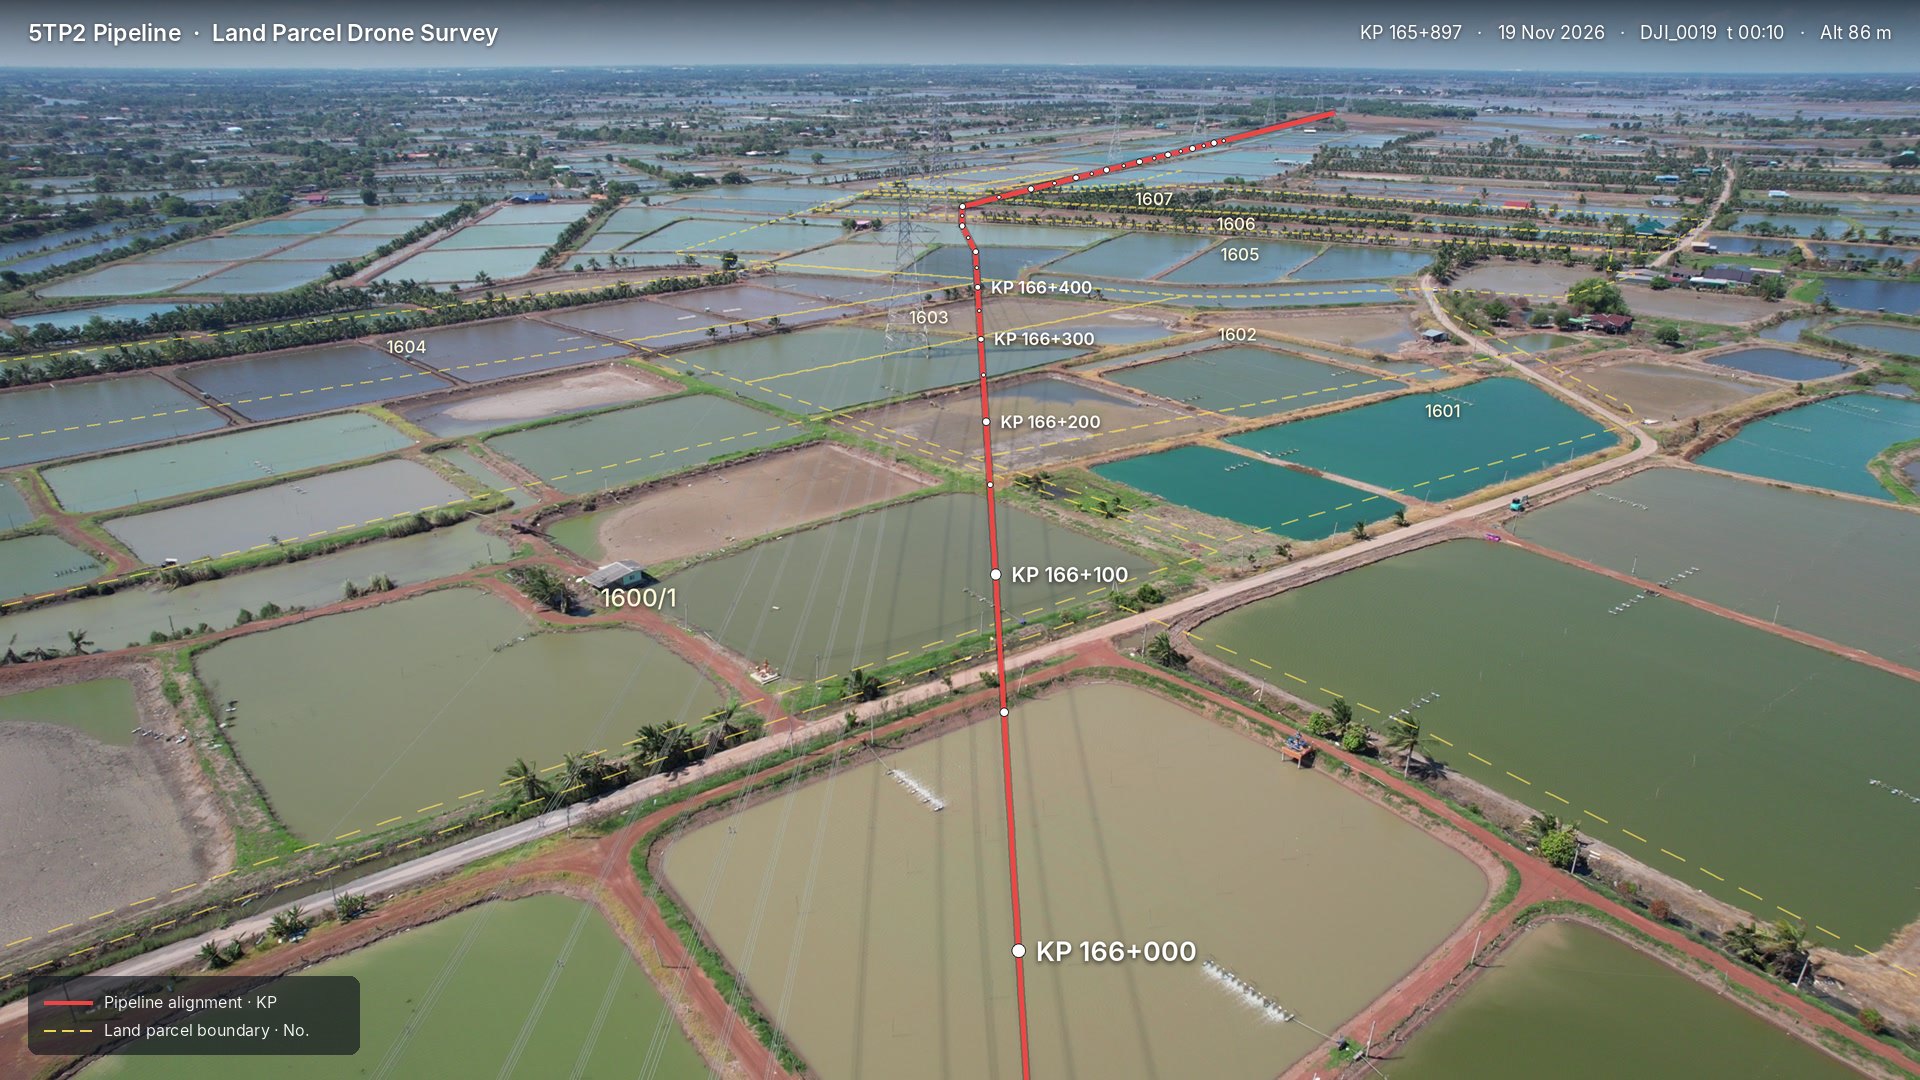 5TP2 Pipeline · Land Parcel Drone Survey
KP 165+897 · 19 Nov 2026 · DJI_0019 t 00:10 · Alt 86 m
1607
1606
1605
KP 166+400
1603
1604
KP 166+300
1602
1601
KP 166+200
KP 166+100
1600/1
KP 166+000
Pipeline alignment · KP
Land parcel boundary · No.